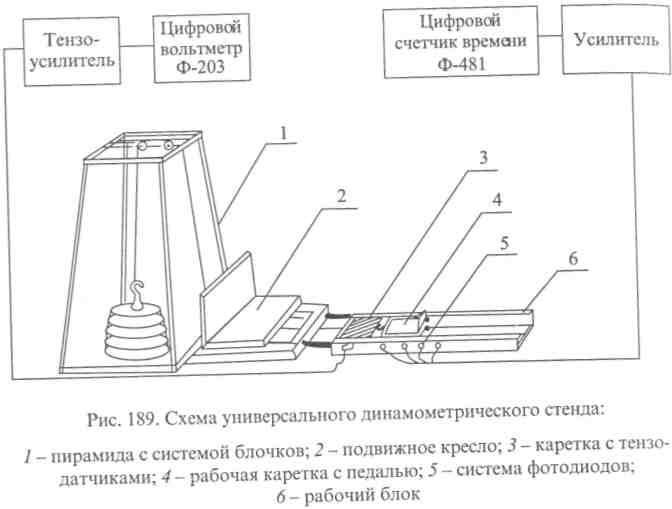 Тензо-
усилитель
Цифровой
вольтметр
Ф-203
Цифровой
счетчик времени
Ф-481
Усилитель
1
2
3
4
5
6
Рис. 189. Схема универсального динамометрического стенда:
1 – пирамида с системой блочков; 2 – подвижное кресло; 3 – каретка с тензо-
датчиками; 4 – рабочая каретка с педалью; 5 – система фотодиодов;
6 – рабочий блок